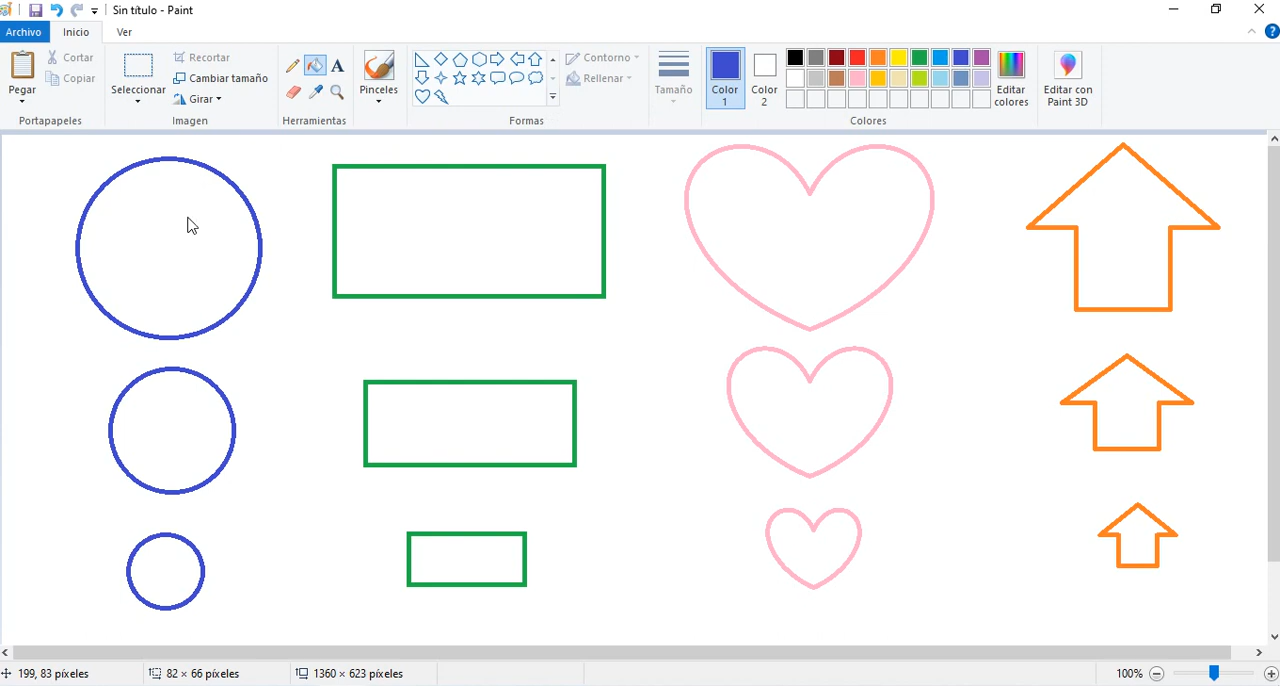 Sin título - Paint
Archivo Inicio Ver
Pegar
Cortar
Copiar
Portapapeles
Seleccionar
Recortar
Cambiar tamaño
Girar
Imagen
A
Herramientas
Pinceles
Contorno
Rellenar
Formas
Tamaño
Color 1
Color 2
Editar colores
Colores
Editar con Paint 3D
199, 83 píxeles 82 × 66 píxeles 1360 × 623 píxeles 100%